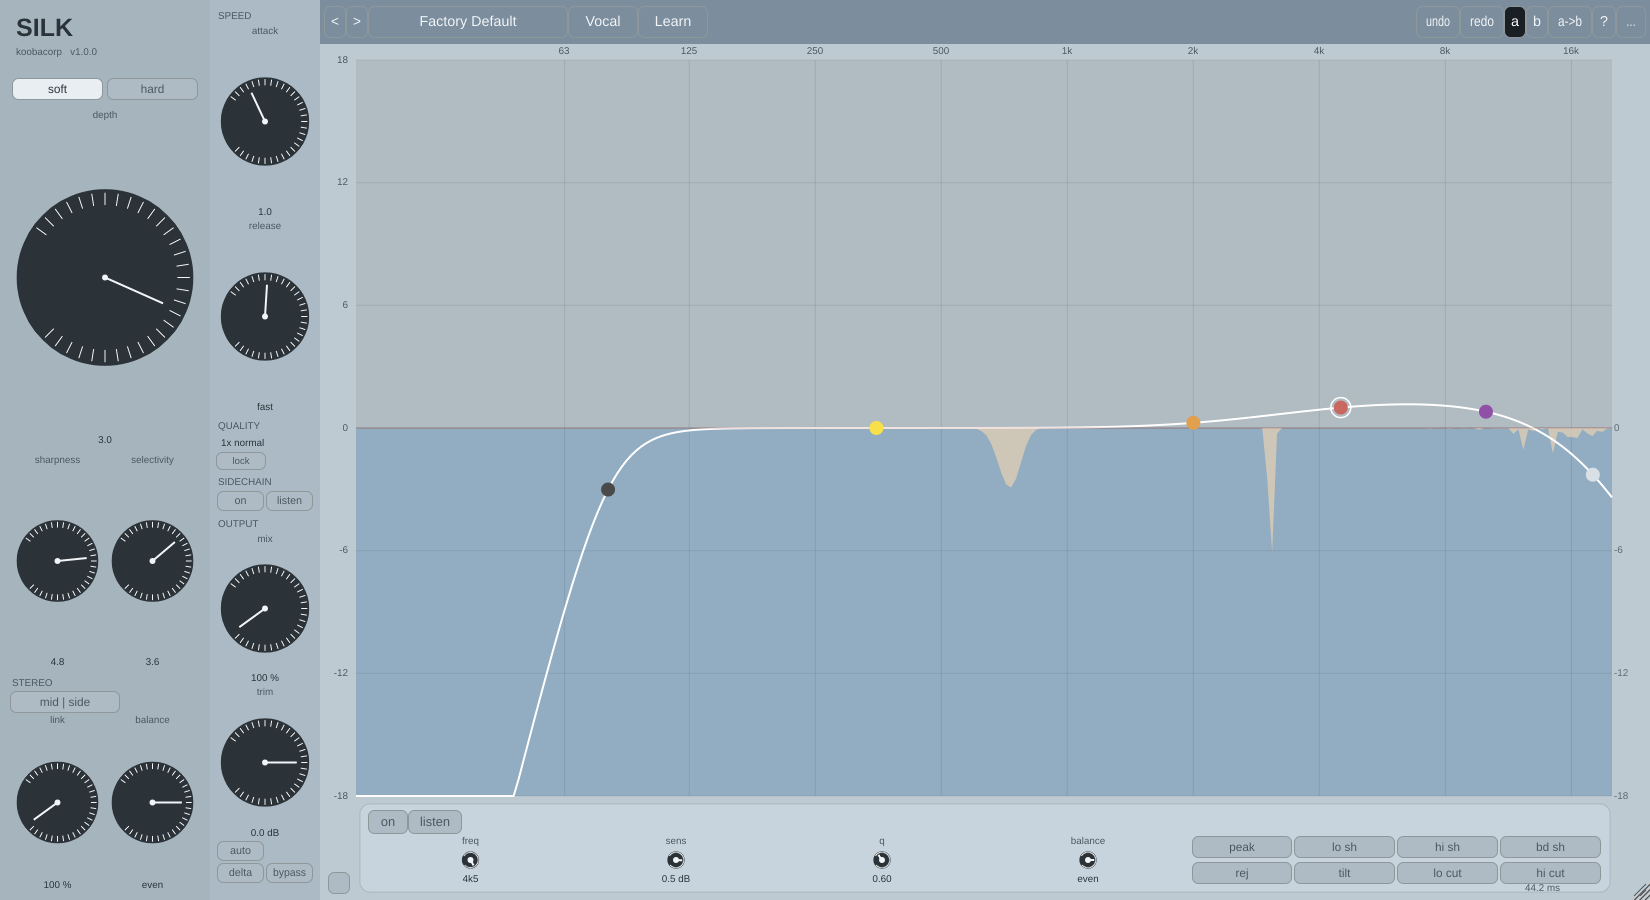 SILK
koobacorp v1.0.0
soft hard
depth
3.0
sharpness selectivity
4.8 3.6
STEREO
mid | side
link balance
100 % even
SPEED
attack
1.0
release
fast
QUALITY
1x normal
lock
SIDECHAIN
on listen
OUTPUT
mix
100 %
trim
0.0 dB
auto
delta bypass
< > Factory Default Vocal Learn undo redo a b a->b ? ...
63 125 250 500 1k 2k 4k 8k 16k
18
12
6
0 0
-6 -6
-12 -12
-18 -18
on listen
freq sens q balance
4k5 0.5 dB 0.60 even
peak lo sh hi sh bd sh
rej tilt lo cut hi cut
44.2 ms